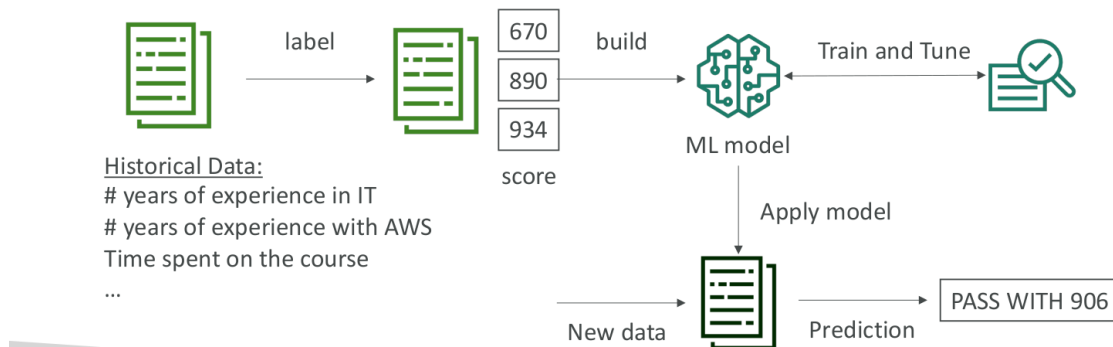 label
670
890
934
score
build
Train and Tune
ML model
Historical Data:
# years of experience in IT
# years of experience with AWS
Time spent on the course
...
Apply model
New data
Prediction
PASS WITH 906